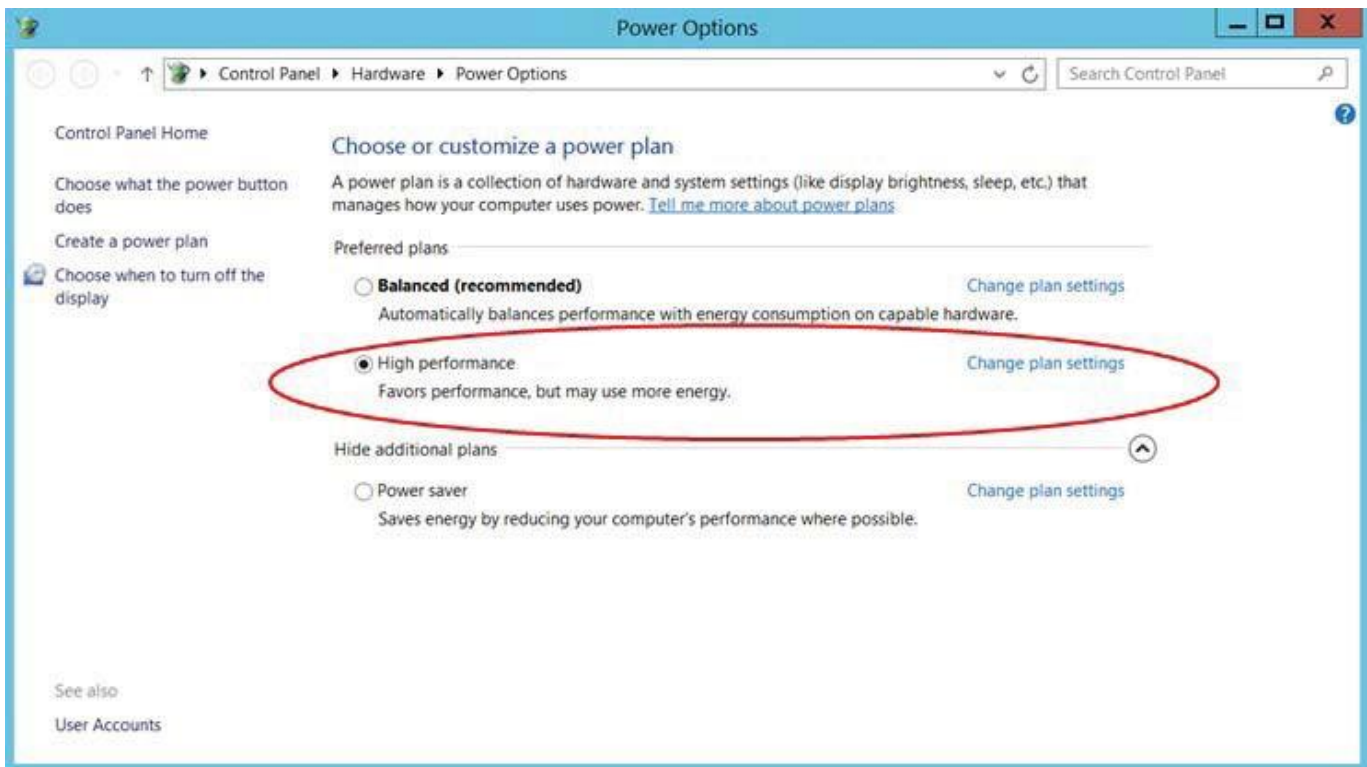 Power Options
Control Panel Hardware Power Options
Search Control Panel
Control Panel Home
Choose what the power button
does
Create a power plan
Choose when to turn off the
display
Choose or customize a power plan
A power plan is a collection of hardware and system settings (like display brightness, sleep, etc.) that
manages how your computer uses power. Tell me more about power plans
Preferred plans
Balanced (recommended) Change plan settings
Automatically balances performance with energy consumption on capable hardware.
High performance Change plan settings
Favors performance, but may use more energy.
Hide additional plans
Power saver Change plan settings
Saves energy by reducing your computer's performance where possible.
See also
User Accounts